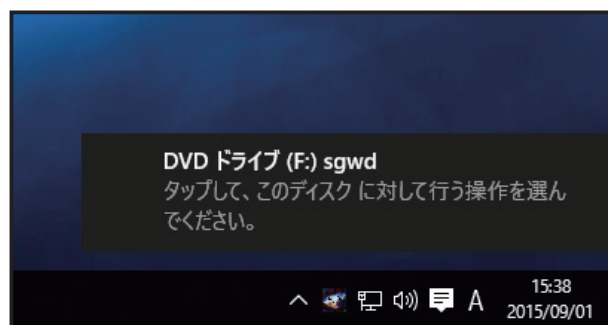 DVD ドライブ (F:) sgwd
タップして、このディスク に対して行う操作を選ん
でください。
A
15:38
2015/09/01